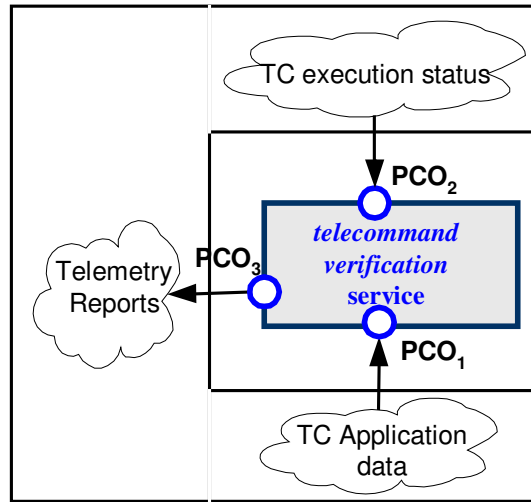 TC execution status
PCO₂
telecommand
verification
service
PCO₃
Telemetry
Reports
PCO₁
TC Application
data